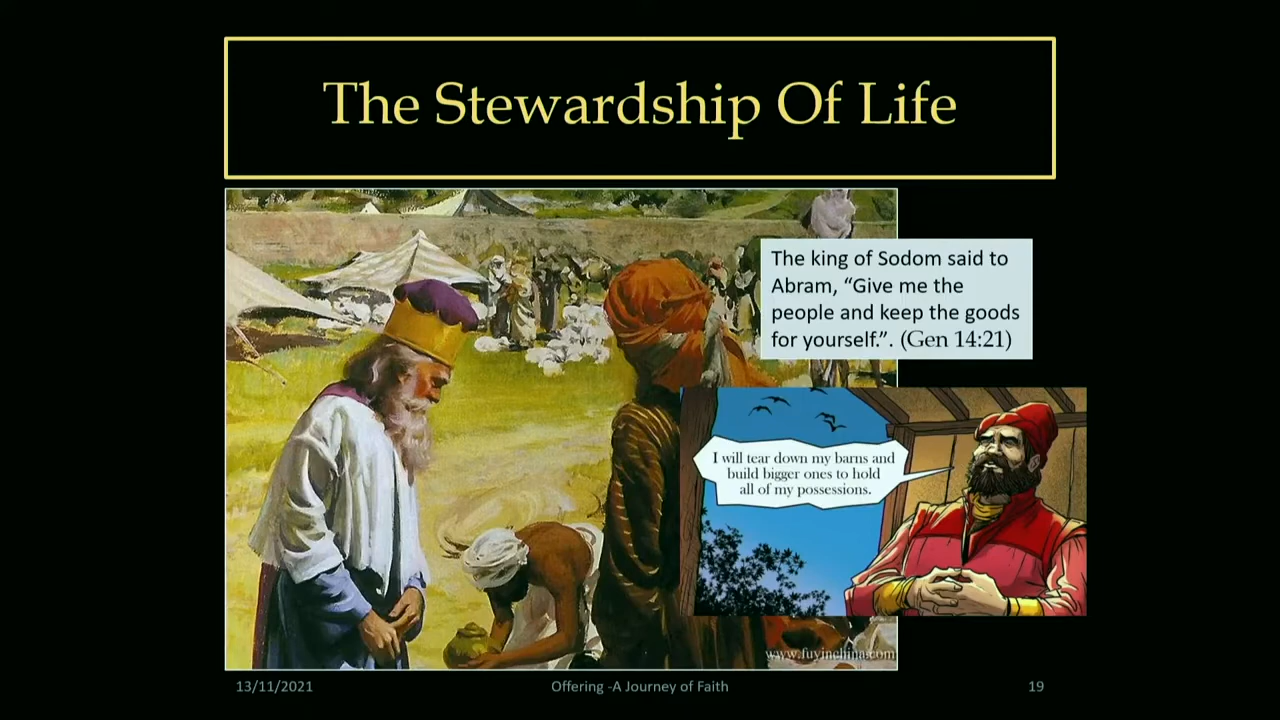 The Stewardship Of Life
The king of Sodom said to
Abram, “Give me the
people and keep the goods
for yourself.”. (Gen 14:21)
I will tear down my barns and
build bigger ones to hold
all of my possessions.
www.fuyinchina.com
13/11/2021
Offering -A Journey of Faith
19